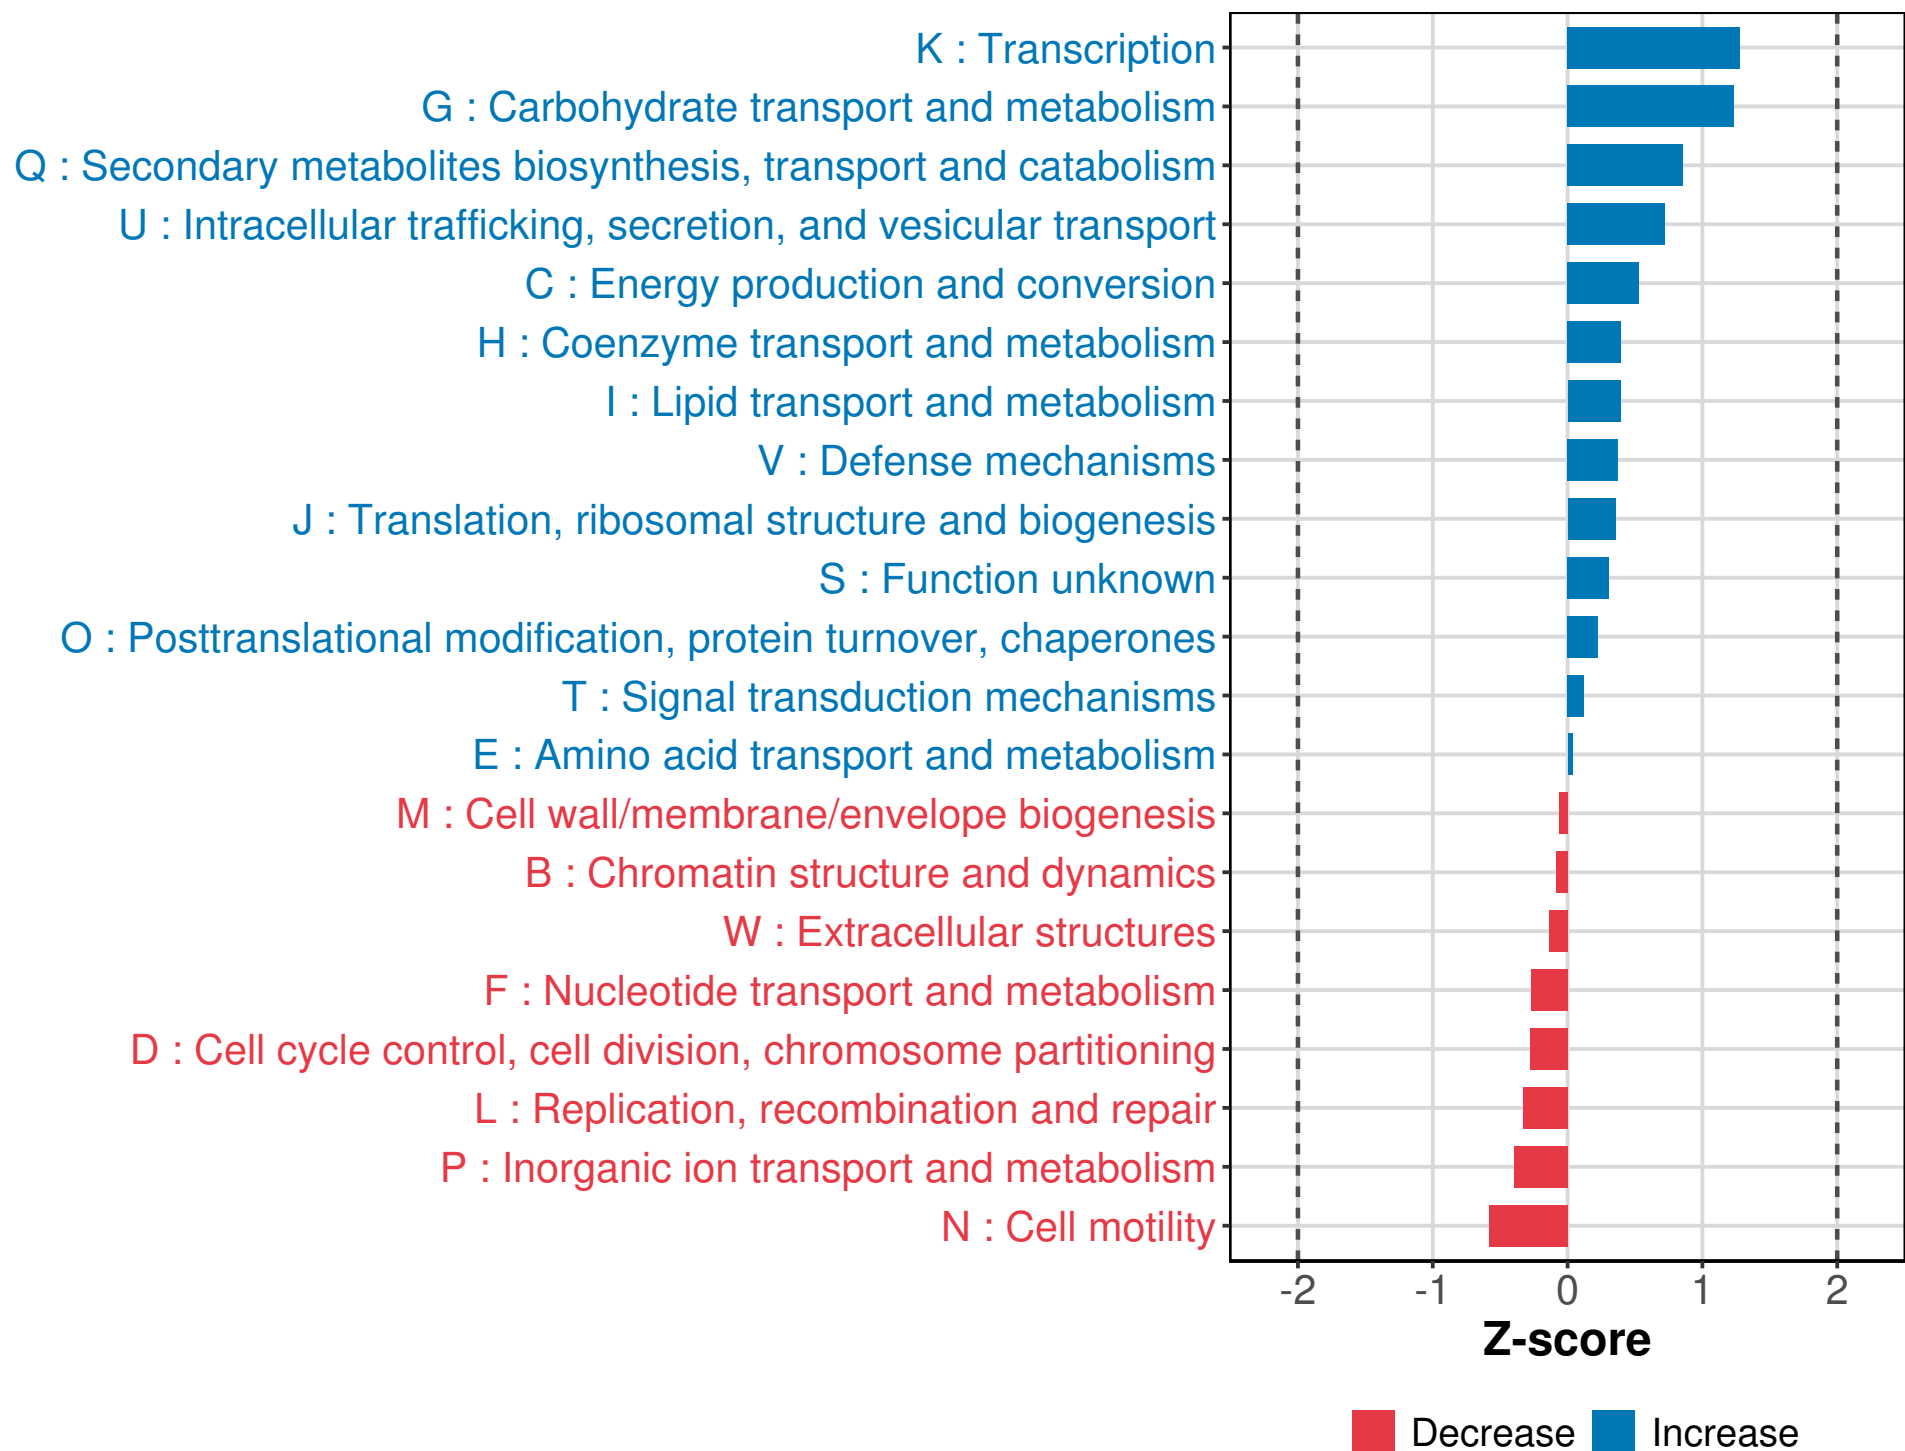 K : Transcription
G : Carbohydrate transport and metabolism
Q : Secondary metabolites biosynthesis, transport and catabolism
U : Intracellular trafficking, secretion, and vesicular transport
C : Energy production and conversion
H : Coenzyme transport and metabolism
I : Lipid transport and metabolism
V : Defense mechanisms
J : Translation, ribosomal structure and biogenesis
S : Function unknown
O : Posttranslational modification, protein turnover, chaperones
T : Signal transduction mechanisms
E : Amino acid transport and metabolism
M : Cell wall/membrane/envelope biogenesis
B : Chromatin structure and dynamics
W : Extracellular structures
F : Nucleotide transport and metabolism
D : Cell cycle control, cell division, chromosome partitioning
L : Replication, recombination and repair
P : Inorganic ion transport and metabolism
N : Cell motility
-2 -1 0 1 2
Z-score
Decrease Increase